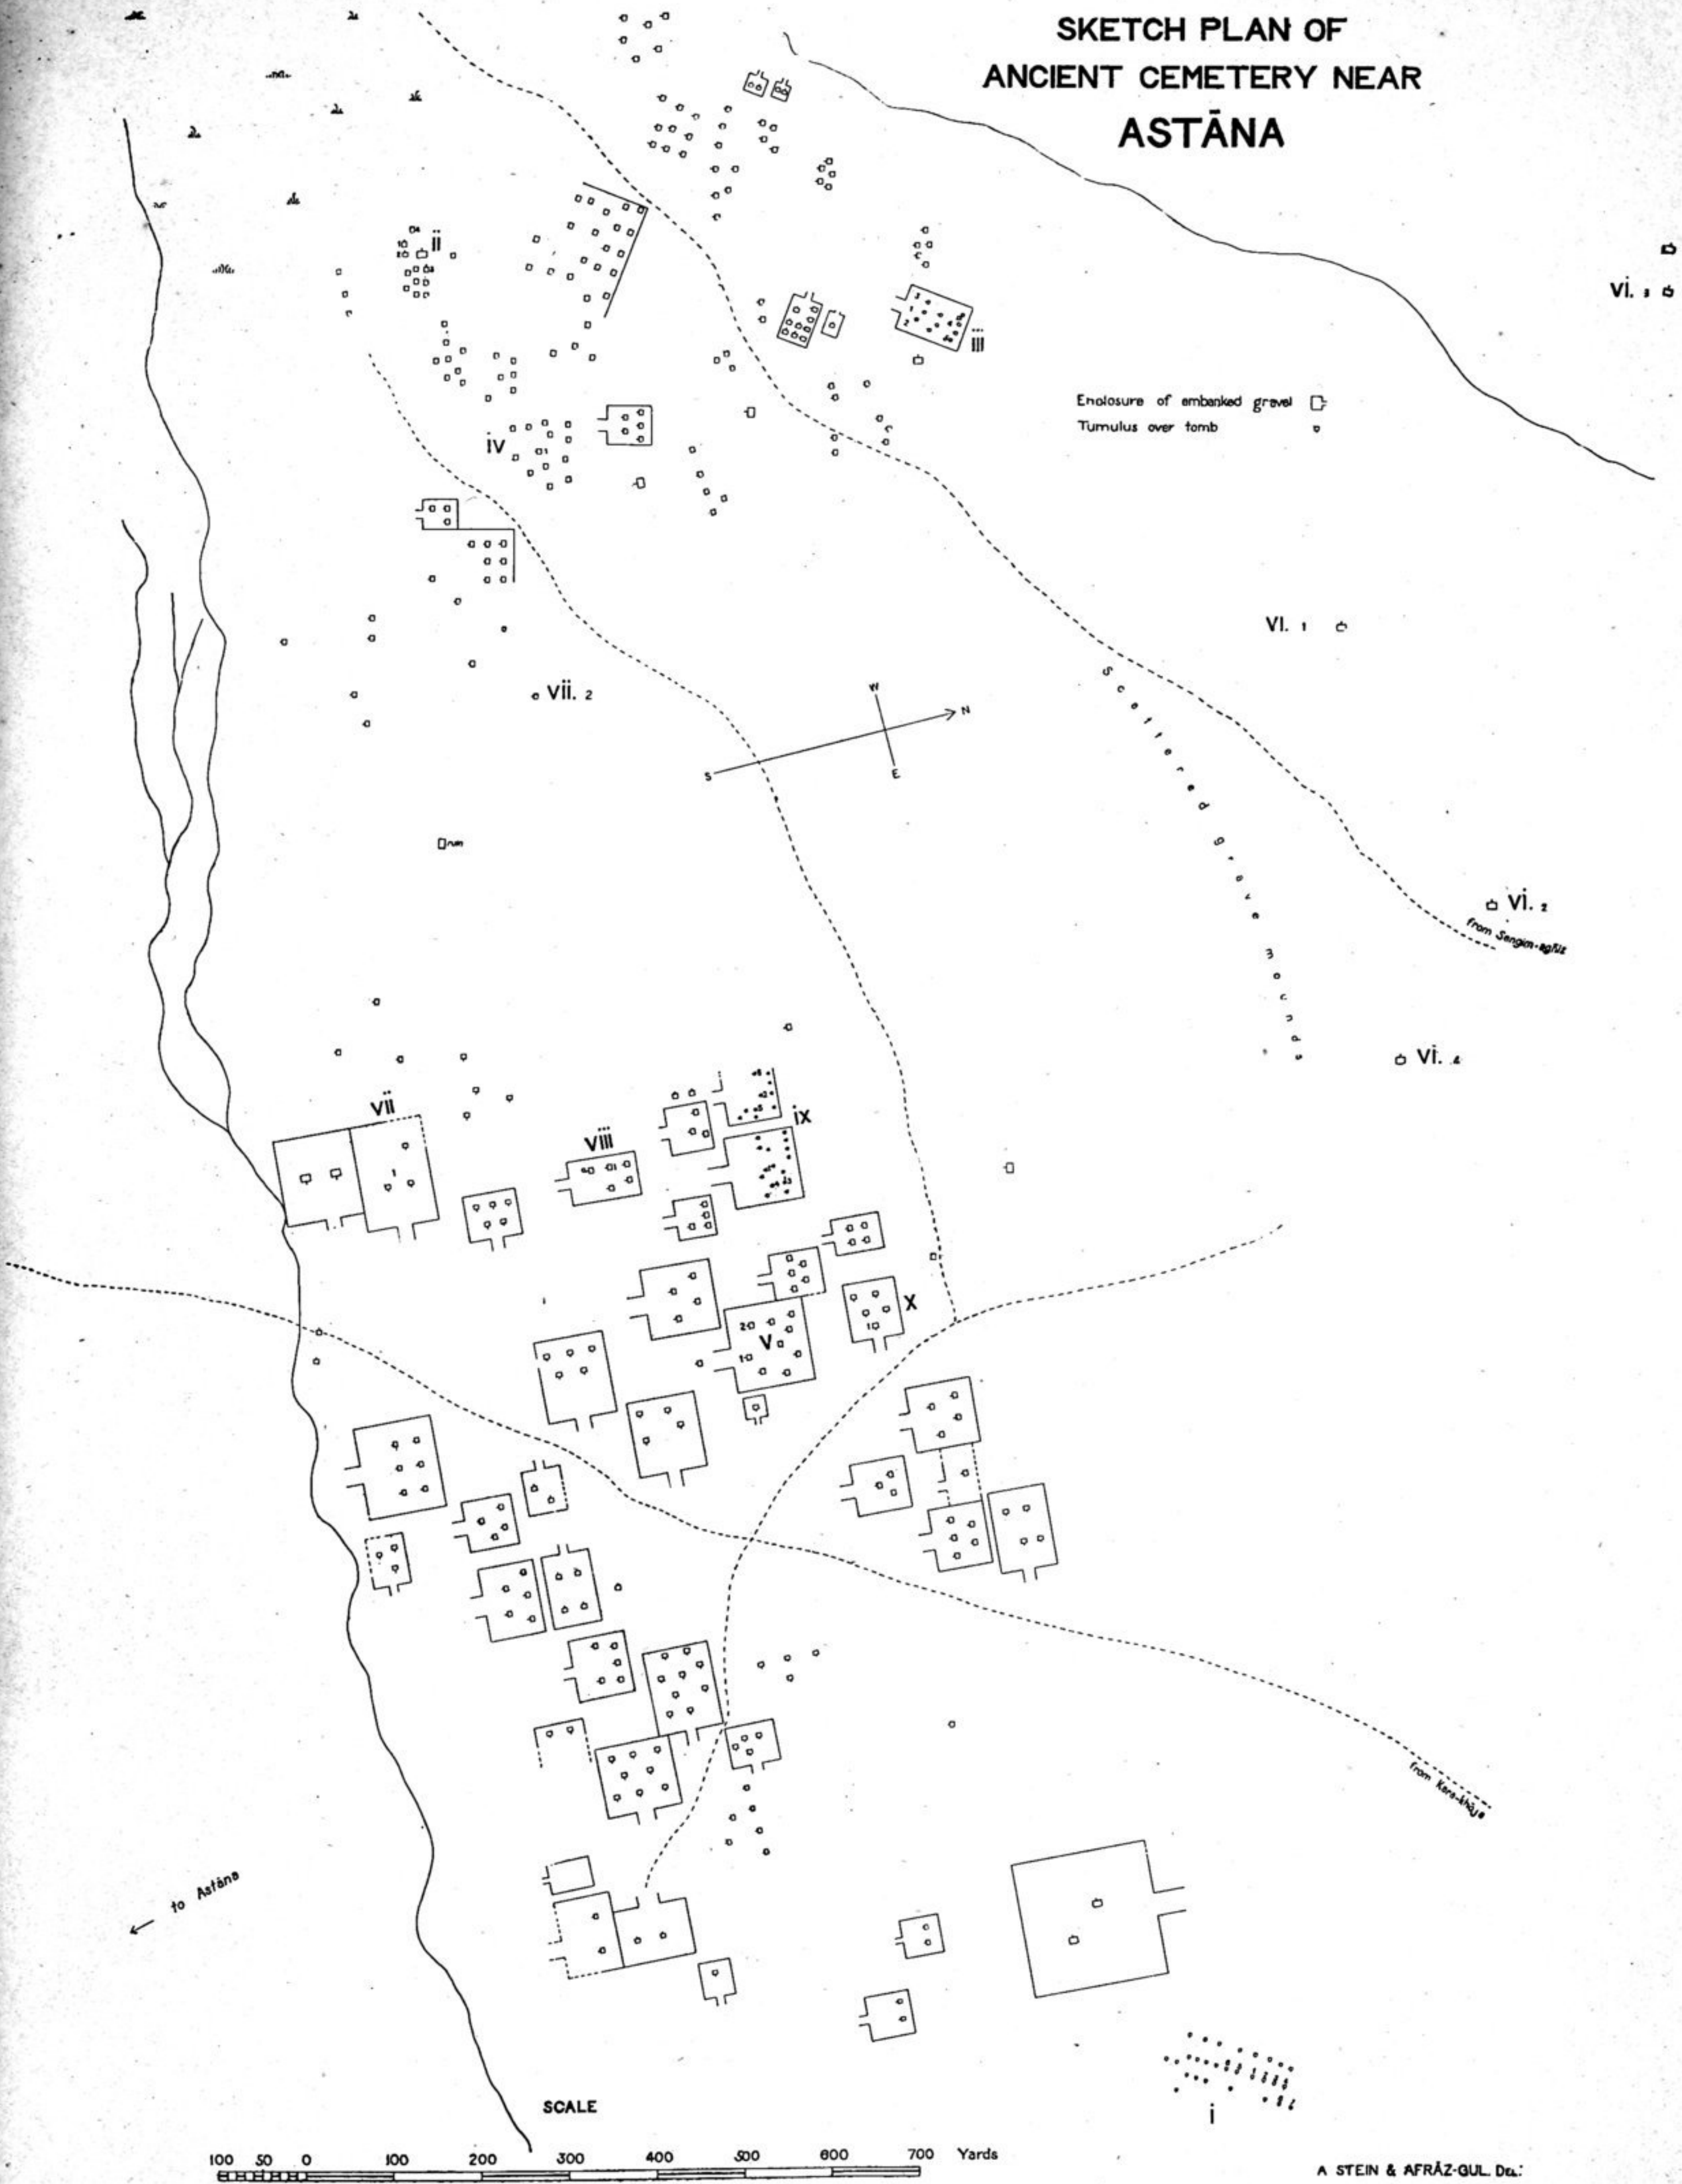 SKETCH PLAN OF
ANCIENT CEMETERY NEAR
ASTĀNA
ii
iii
VI. 3
Enclosure of embanked gravel
Tumulus over tomb
iv
VI. 1
vii. 2
W
N
S
E
Scattered grave mounds
ruin
VI. 2
from Sengim-aghiz
VI. 4
vii
viii
ix
X
V
from Kara-khōja
to Astāna
i
SCALE
100 50 0 100 200 300 400 500 600 700 Yards
A STEIN & AFRĀZ-GUL. DEL: